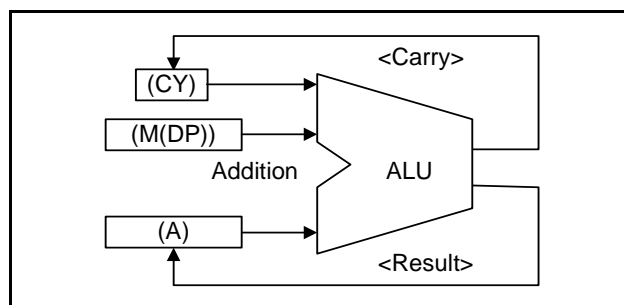 <Carry>
(CY)
(M(DP))
Addition
ALU
(A)
<Result>